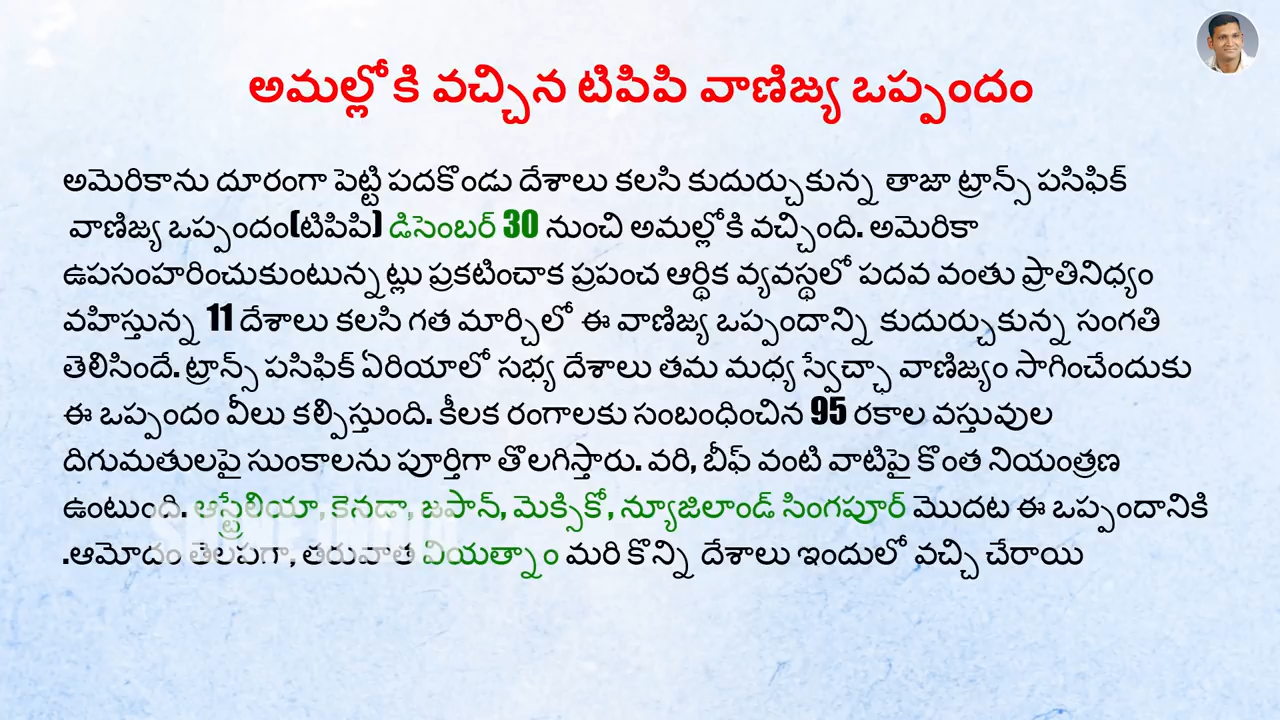 అమల్లోకి వచ్చిన టిపిపి వాణిజ్య ఒప్పందం
అమెరికాను దూరంగా పెట్టి పదకొండు దేశాలు కలసి కుదుర్చుకున్న తాజా ట్రాన్స్ పసిఫిక్
వాణిజ్య ఒప్పందం(టిపిపి) డిసెంబర్ 30 నుంచి అమల్లోకి వచ్చింది. అమెరికా
ఉపసంహరించుకుంటున్నట్లు ప్రకటించాక ప్రపంచ ఆర్థిక వ్యవస్థలో పదవ వంతు ప్రాతినిధ్యం
వహిస్తున్న 11 దేశాలు కలసి గత మార్చిలో ఈ వాణిజ్య ఒప్పందాన్ని కుదుర్చుకున్న సంగతి
తెలిసిందే. ట్రాన్స్ పసిఫిక్ ఏరియాలో సభ్య దేశాలు తమ మధ్య స్వేచ్ఛా వాణిజ్యం సాగించేందుకు
ఈ ఒప్పందం వీలు కల్పిస్తుంది. కీలక రంగాలకు సంబంధించిన 95 రకాల వస్తువుల
దిగుమతులపై సుంకాలను పూర్తిగా తొలగిస్తారు. వరి, బీఫ్ వంటి వాటిపై కొంత నియంత్రణ
ఉంటుంది. ఆస్ట్రేలియా, కెనడా, జపాన్, మెక్సికో, న్యూజిలాండ్ సింగపూర్ మొదట ఈ ఒప్పందానికి
.ఆమోదం తెలపగా, తరువాత వియత్నాం మరి కొన్ని దేశాలు ఇందులో వచ్చి చేరాయి